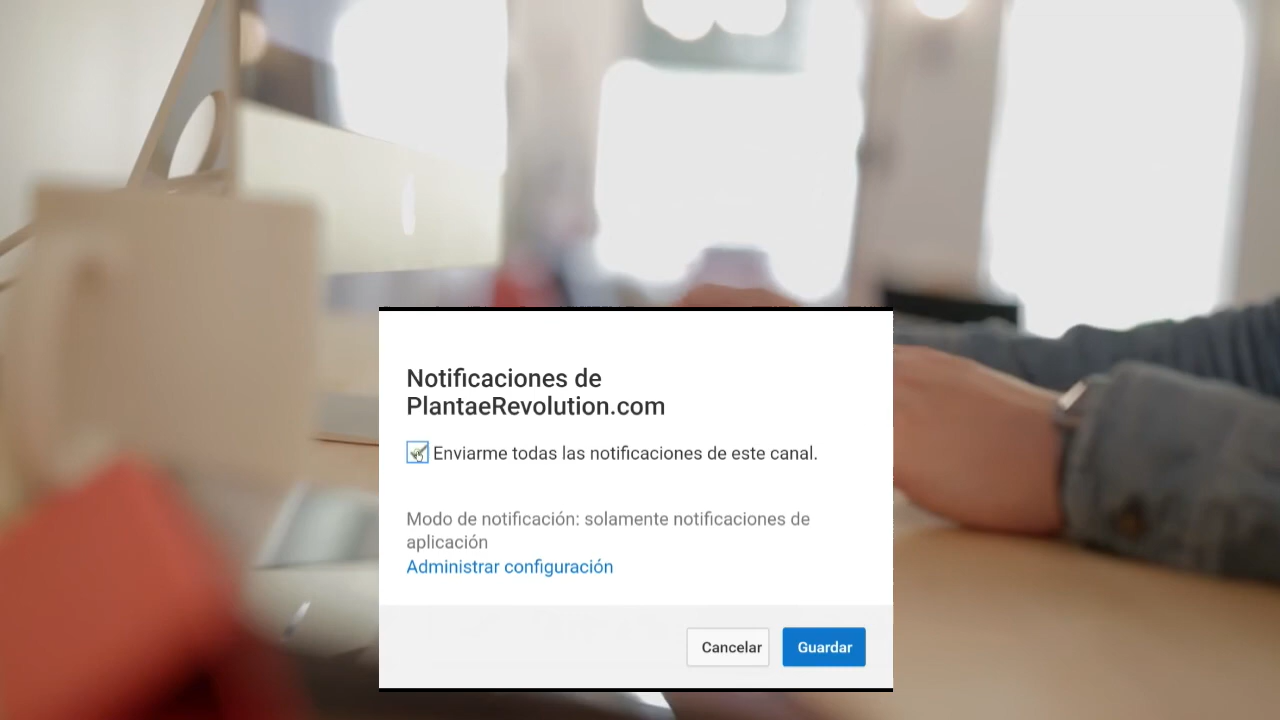 Notificaciones de
PlantaeRevolution.com
Enviarme todas las notificaciones de este canal.
Modo de notificación: solamente notificaciones de
aplicación
Administrar configuración
Cancelar
Guardar